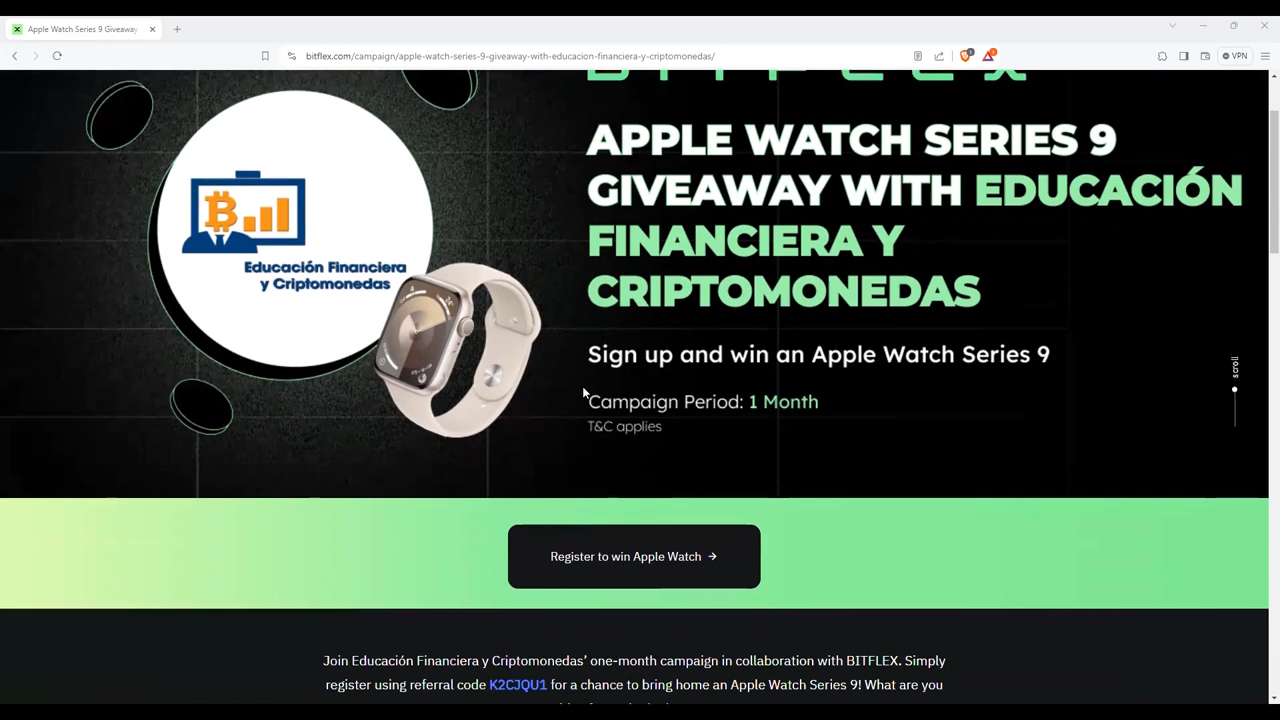 Apple Watch Series 9 Giveaway
bitflex.com/campaign/apple-watch-series-9-giveaway-with-educacion-financiera-y-criptomonedas/
VPN
BITFLEX
APPLE WATCH SERIES 9
GIVEAWAY WITH EDUCACIÓN
FINANCIERA Y
CRIPTOMONEDAS
Educación Financiera
y Criptomonedas
Sign up and win an Apple Watch Series 9
scroll
Campaign Period: 1 Month
T&C applies
Register to win Apple Watch →
Join Educación Financiera y Criptomonedas' one-month campaign in collaboration with BITFLEX. Simply
register using referral code K2CJQU1 for a chance to bring home an Apple Watch Series 9! What are you